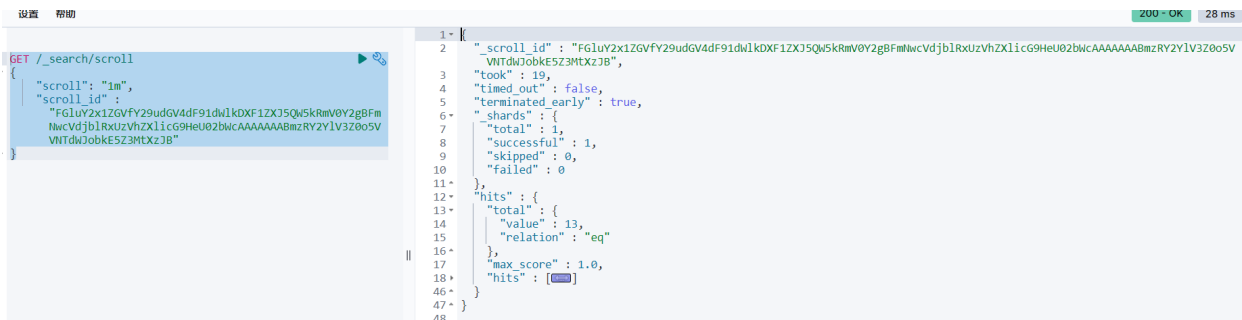 设置 帮助
200 - OK 28 ms
GET /_search/scroll
{
"scroll": "1m",
"scroll_id" :
"FGluY2x1ZGVfY29udGV4dF91dWlkDXF1ZXJ5QW5kRmV0Y2gBFm
NwcVdjblRxUzVhZXlicG9HeU02bWcAAAAAAABmzRY2YlV3Z0o5V
VNTdWJobkE5Z3MtXzJB"
}
1 {
2 "_scroll_id" : "FGluY2x1ZGVfY29udGV4dF91dWlkDXF1ZXJ5QW5kRmV0Y2gBFmNwcVdjblRxUzVhZXlicG9HeU02bWcAAAAAAABmzRY2YlV3Z0o5V
VNTdWJobkE5Z3MtXzJB",
3 "took" : 19,
4 "timed_out" : false,
5 "terminated_early" : true,
6 "_shards" : {
7 "total" : 1,
8 "successful" : 1,
9 "skipped" : 0,
10 "failed" : 0
11 },
12 "hits" : {
13 "total" : {
14 "value" : 13,
15 "relation" : "eq"
16 },
17 "max_score" : 1.0,
18 "hits" : [
]
46 }
47 }
48